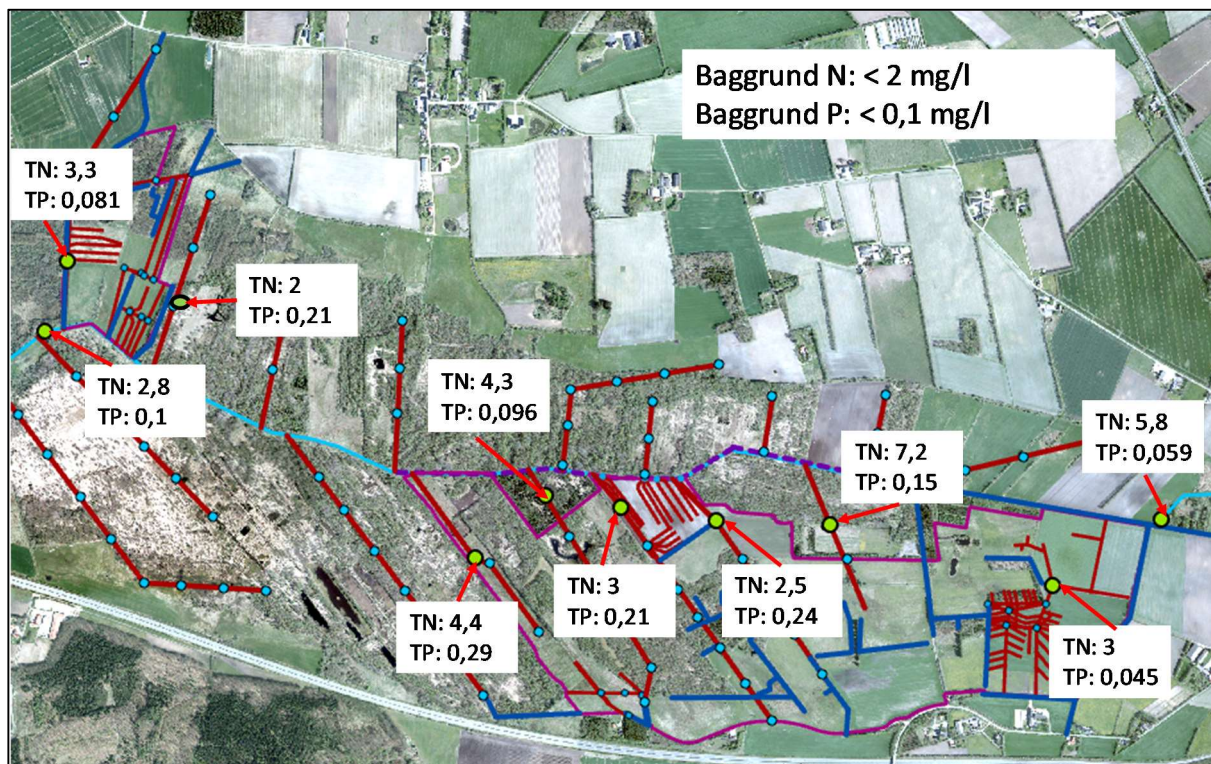 Baggrund N: < 2 mg/l
Baggrund P: < 0,1 mg/l
TN: 3,3
TP: 0,081
TN: 2
TP: 0,21
TN: 2,8
TP: 0,1
TN: 4,3
TP: 0,096
TN: 7,2
TP: 0,15
TN: 5,8
TP: 0,059
TN: 4,4
TP: 0,29
TN: 3
TP: 0,21
TN: 2,5
TP: 0,24
TN: 3
TP: 0,045